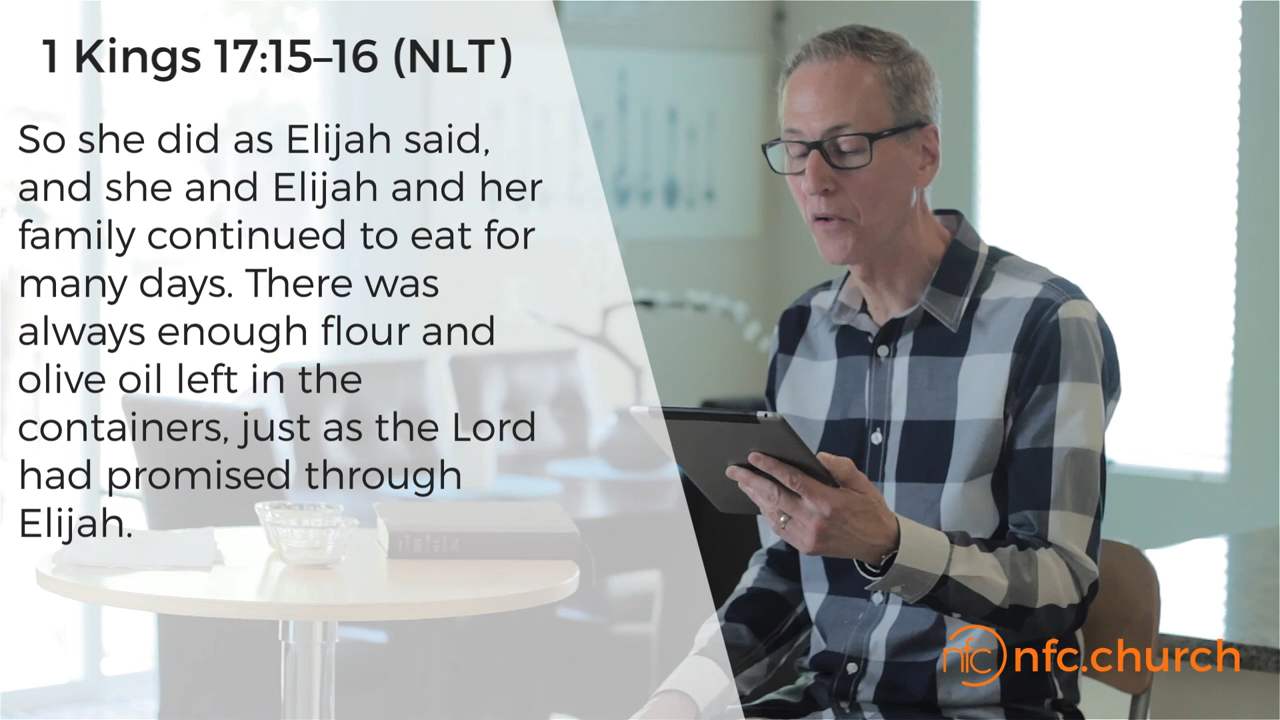 1 Kings 17:15–16 (NLT)
So she did as Elijah said,
and she and Elijah and her
family continued to eat for
many days. There was
always enough flour and
olive oil left in the
containers, just as the Lord
had promised through
Elijah.
nfc nfc.church